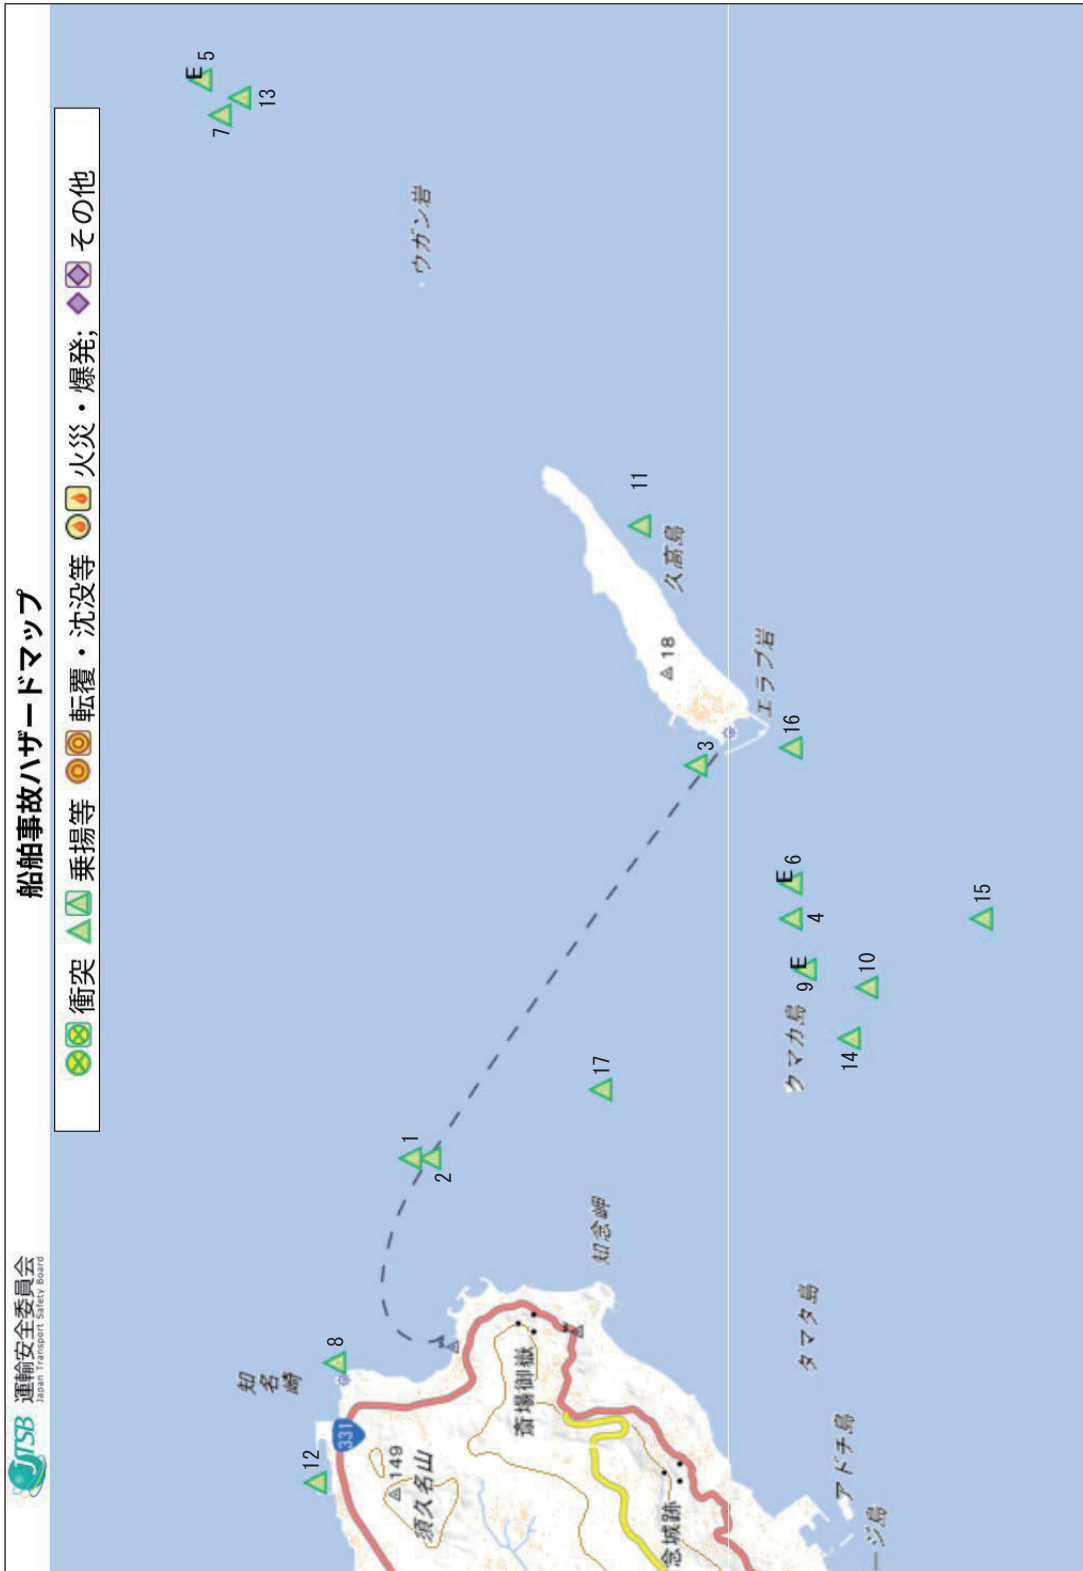 JTSB 運輸安全委員会
Japan Transport Safety Board
船舶事故ハザードマップ
衝突 乗揚等 転覆・沈没等 火災・爆発; その他
E 5
7
13
ウガン岩
12
知名崎
8
331
149
須久名山
斎場御嶽
1
2
知念岬
17
11
久高島
18
3
エラブ岩
16
E 6
4
E
9
クマカ島
10
14
15
念城跡
タマタ島
アドチ島
ージ島